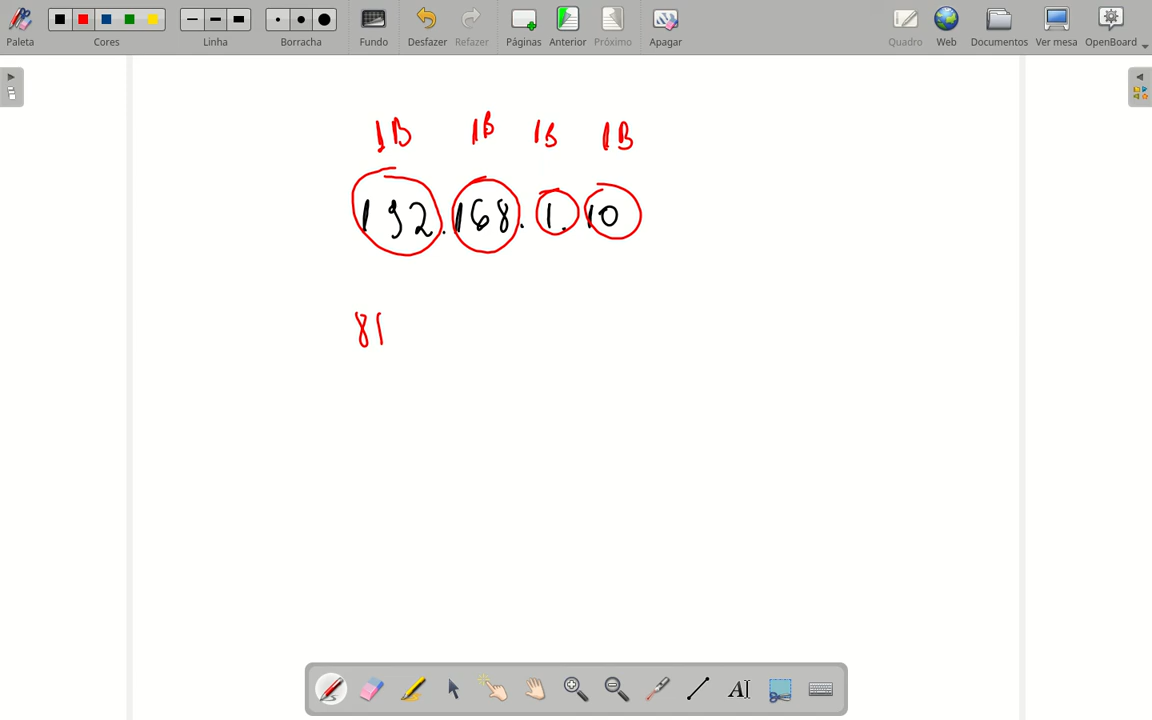 Paleta Cores Linha Borracha Fundo Desfazer Refazer Páginas Anterior Próximo Apagar Quadro Web Documentos Ver mesa OpenBoard
1B 1B 1B 1B
192.168.1.10
81